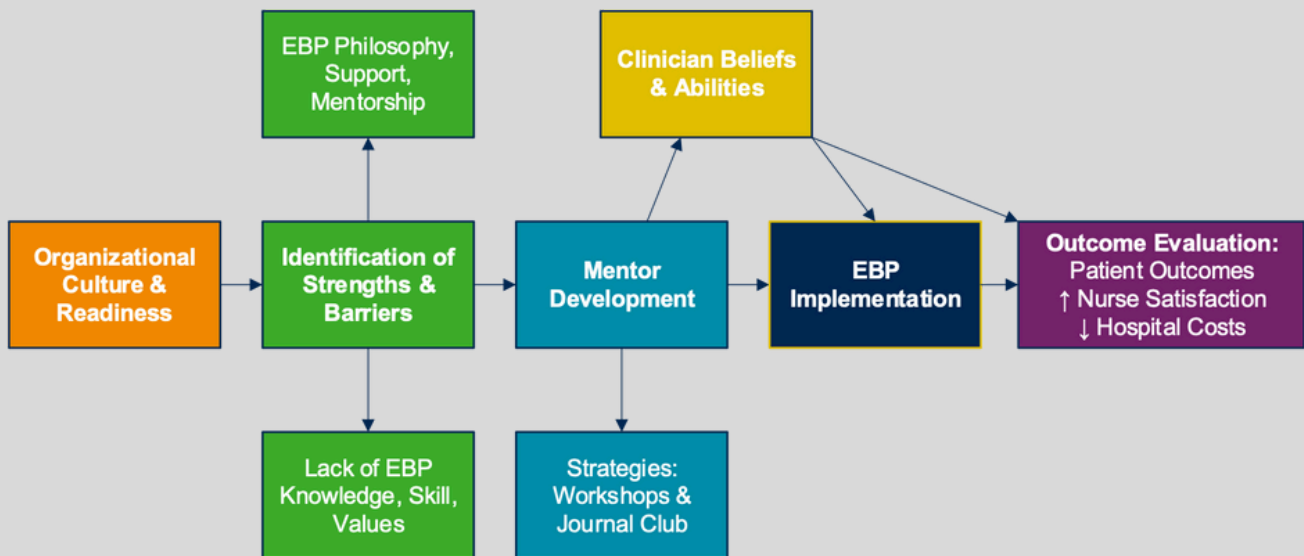 EBP Philosophy,
Support,
Mentorship
Clinician Beliefs
& Abilities
Organizational
Culture &
Readiness
Identification of
Strengths &
Barriers
Mentor
Development
EBP
Implementation
Outcome Evaluation:
Patient Outcomes
↑ Nurse Satisfaction
↓ Hospital Costs
Lack of EBP
Knowledge, Skill,
Values
Strategies:
Workshops &
Journal Club